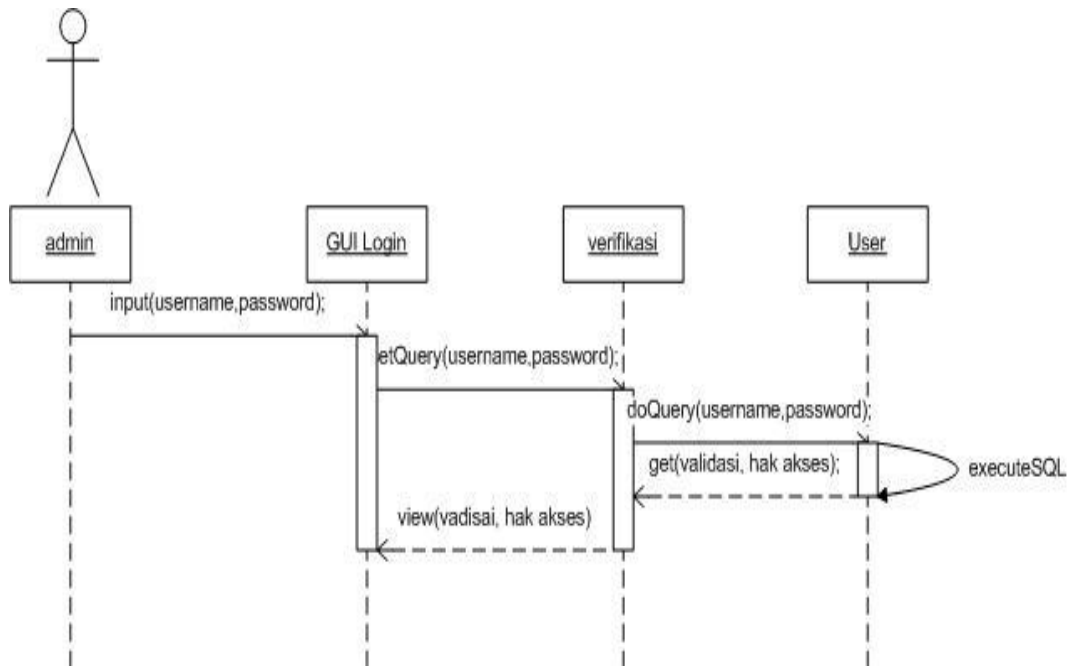 admin
GUI Login
verifikasi
User
input(username,password);
etQuery(username,password);
doQuery(username,password);
get(validasi, hak akses);
executeSQL
view(vadisai, hak akses)